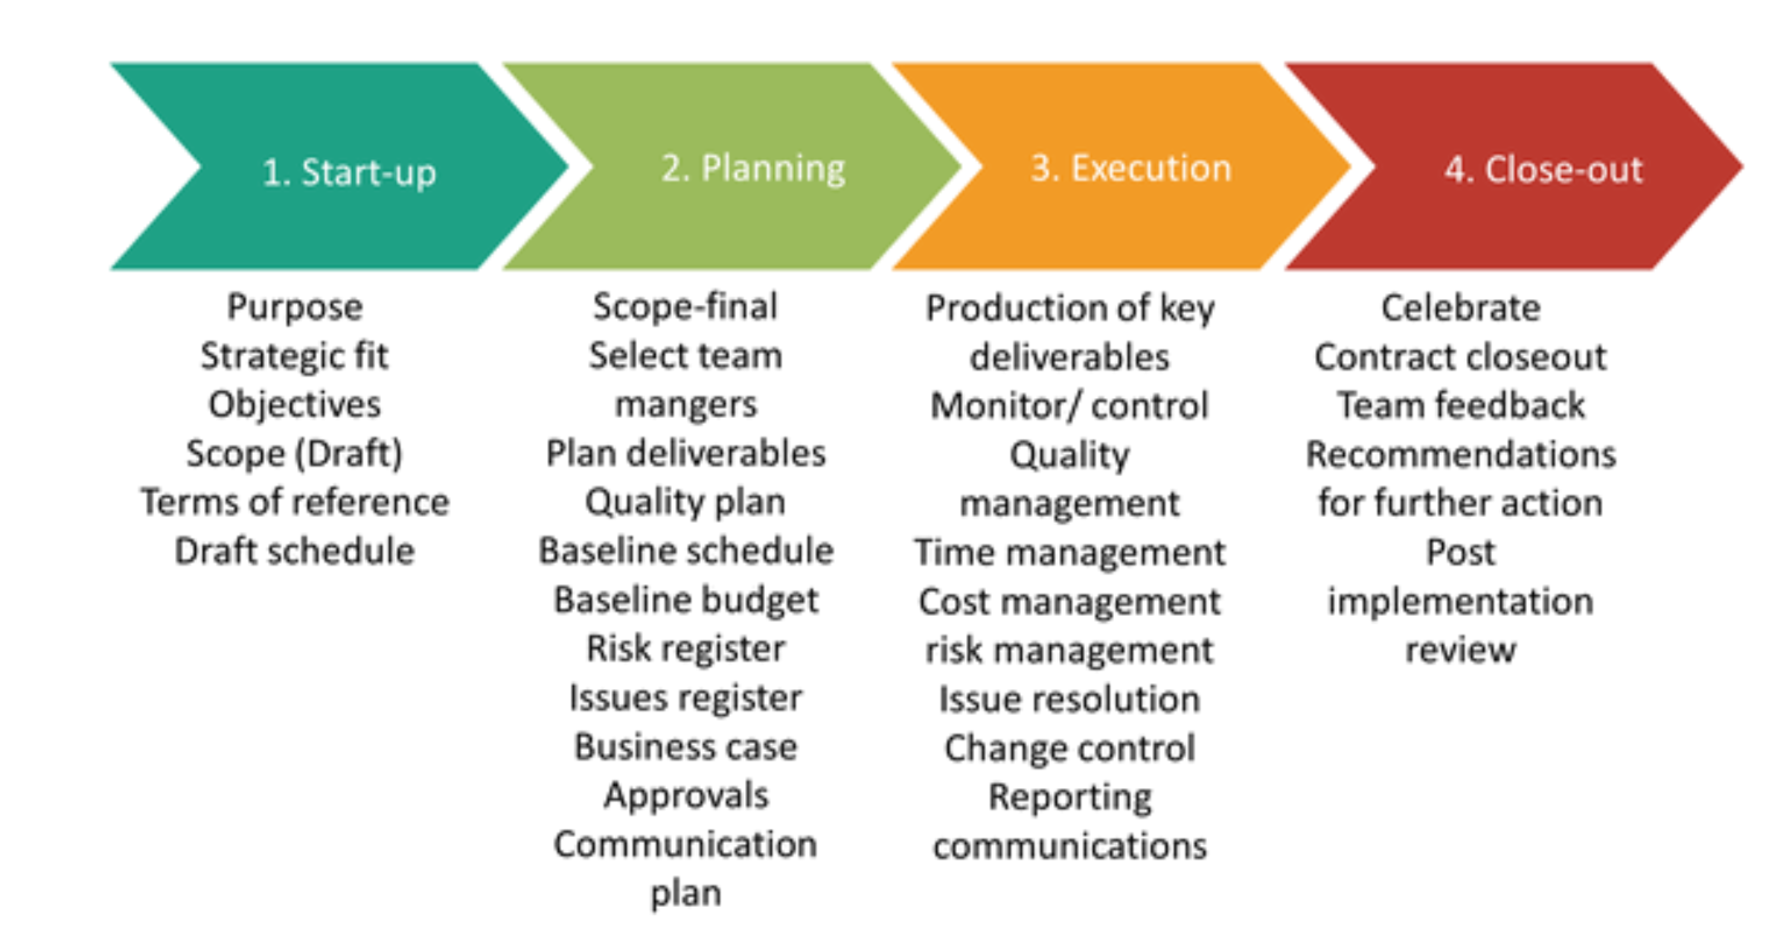 1. Start-up
2. Planning
3. Execution
4. Close-out
Purpose
Strategic fit
Objectives
Scope (Draft)
Terms of reference
Draft schedule
Scope-final
Select team
mangers
Plan deliverables
Quality plan
Baseline schedule
Baseline budget
Risk register
Issues register
Business case
Approvals
Communication
plan
Production of key
deliverables
Monitor/ control
Quality
management
Time management
Cost management
risk management
Issue resolution
Change control
Reporting
communications
Celebrate
Contract closeout
Team feedback
Recommendations
for further action
Post
implementation
review